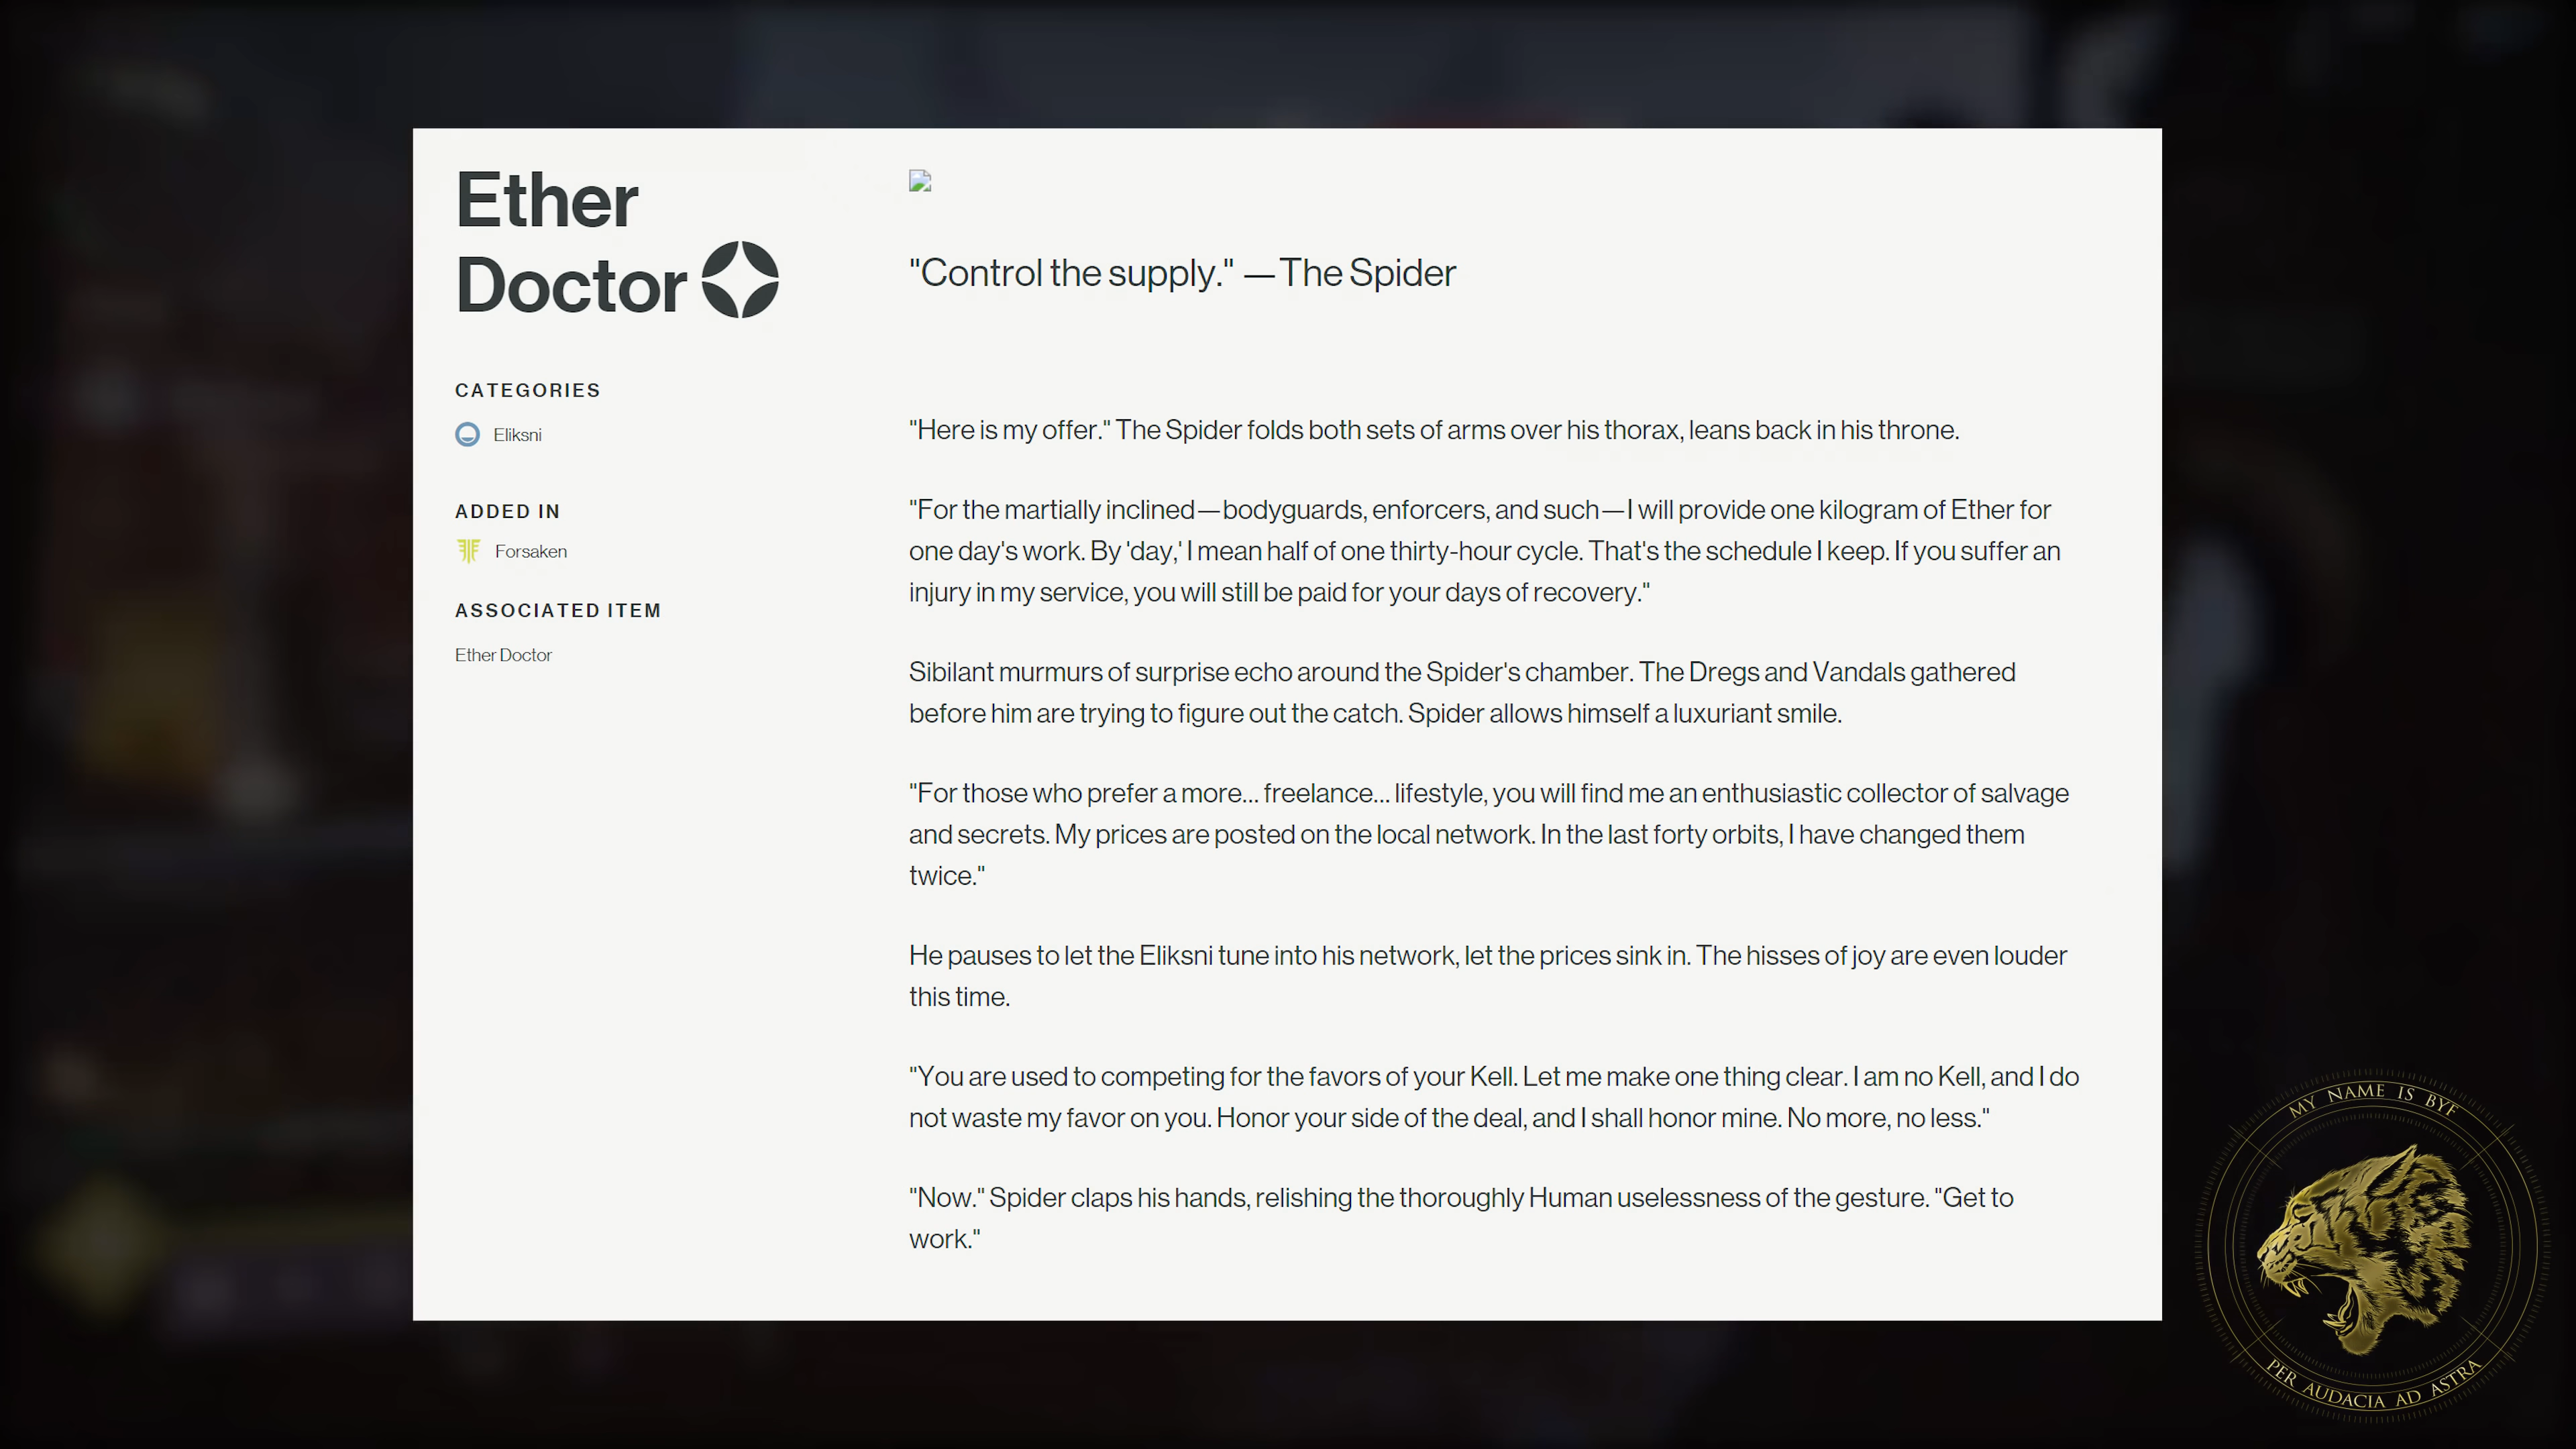 Ether
Doctor
CATEGORIES
Eliksni
ADDED IN
Forsaken
ASSOCIATED ITEM
Ether Doctor
"Control the supply." —The Spider
"Here is my offer." The Spider folds both sets of arms over his thorax, leans back in his throne.
"For the martially inclined—bodyguards, enforcers, and such—I will provide one kilogram of Ether for
one day's work. By 'day,' I mean half of one thirty-hour cycle. That's the schedule I keep. If you suffer an
injury in my service, you will still be paid for your days of recovery."
Sibilant murmurs of surprise echo around the Spider's chamber. The Dregs and Vandals gathered
before him are trying to figure out the catch. Spider allows himself a luxuriant smile.
"For those who prefer a more... freelance... lifestyle, you will find me an enthusiastic collector of salvage
and secrets. My prices are posted on the local network. In the last forty orbits, I have changed them
twice."
He pauses to let the Eliksni tune into his network, let the prices sink in. The hisses of joy are even louder
this time.
"You are used to competing for the favors of your Kell. Let me make one thing clear. I am no Kell, and I do
not waste my favor on you. Honor your side of the deal, and I shall honor mine. No more, no less."
"Now." Spider claps his hands, relishing the thoroughly Human uselessness of the gesture. "Get to
work."
MY NAME IS BYF
PER AUDACIA AD ASTRA